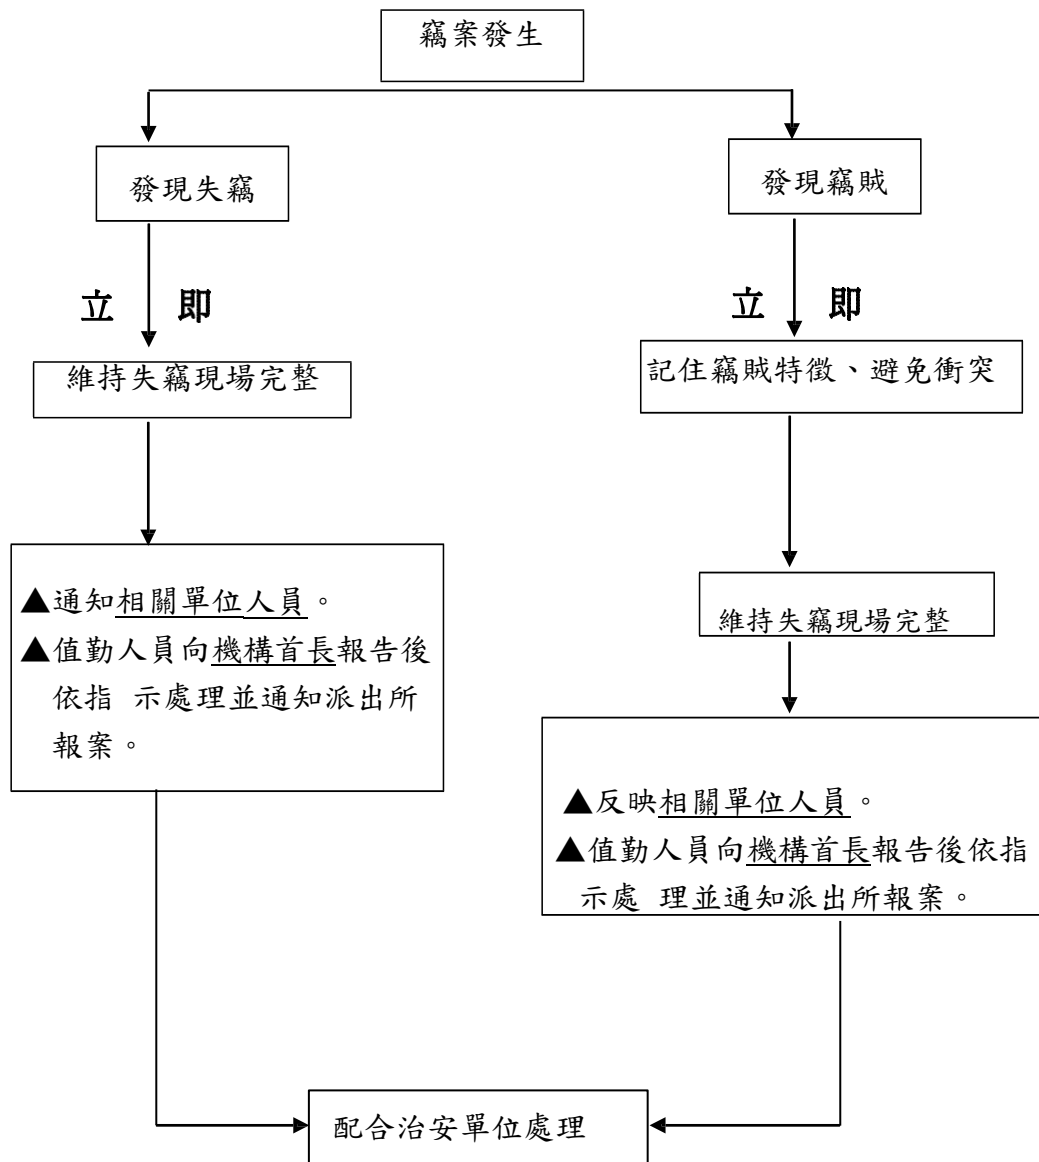 竊案發生
發現失竊
發現竊賊
立 即
立 即
維持失竊現場完整
記住竊賊特徵、避免衝突
▲通知相關單位人員。
▲值勤人員向機構首長報告後
依指 示處理並通知派出所
報案。
維持失竊現場完整
▲反映相關單位人員。
▲值勤人員向機構首長報告後依指
示處 理並通知派出所報案。
配合治安單位處理